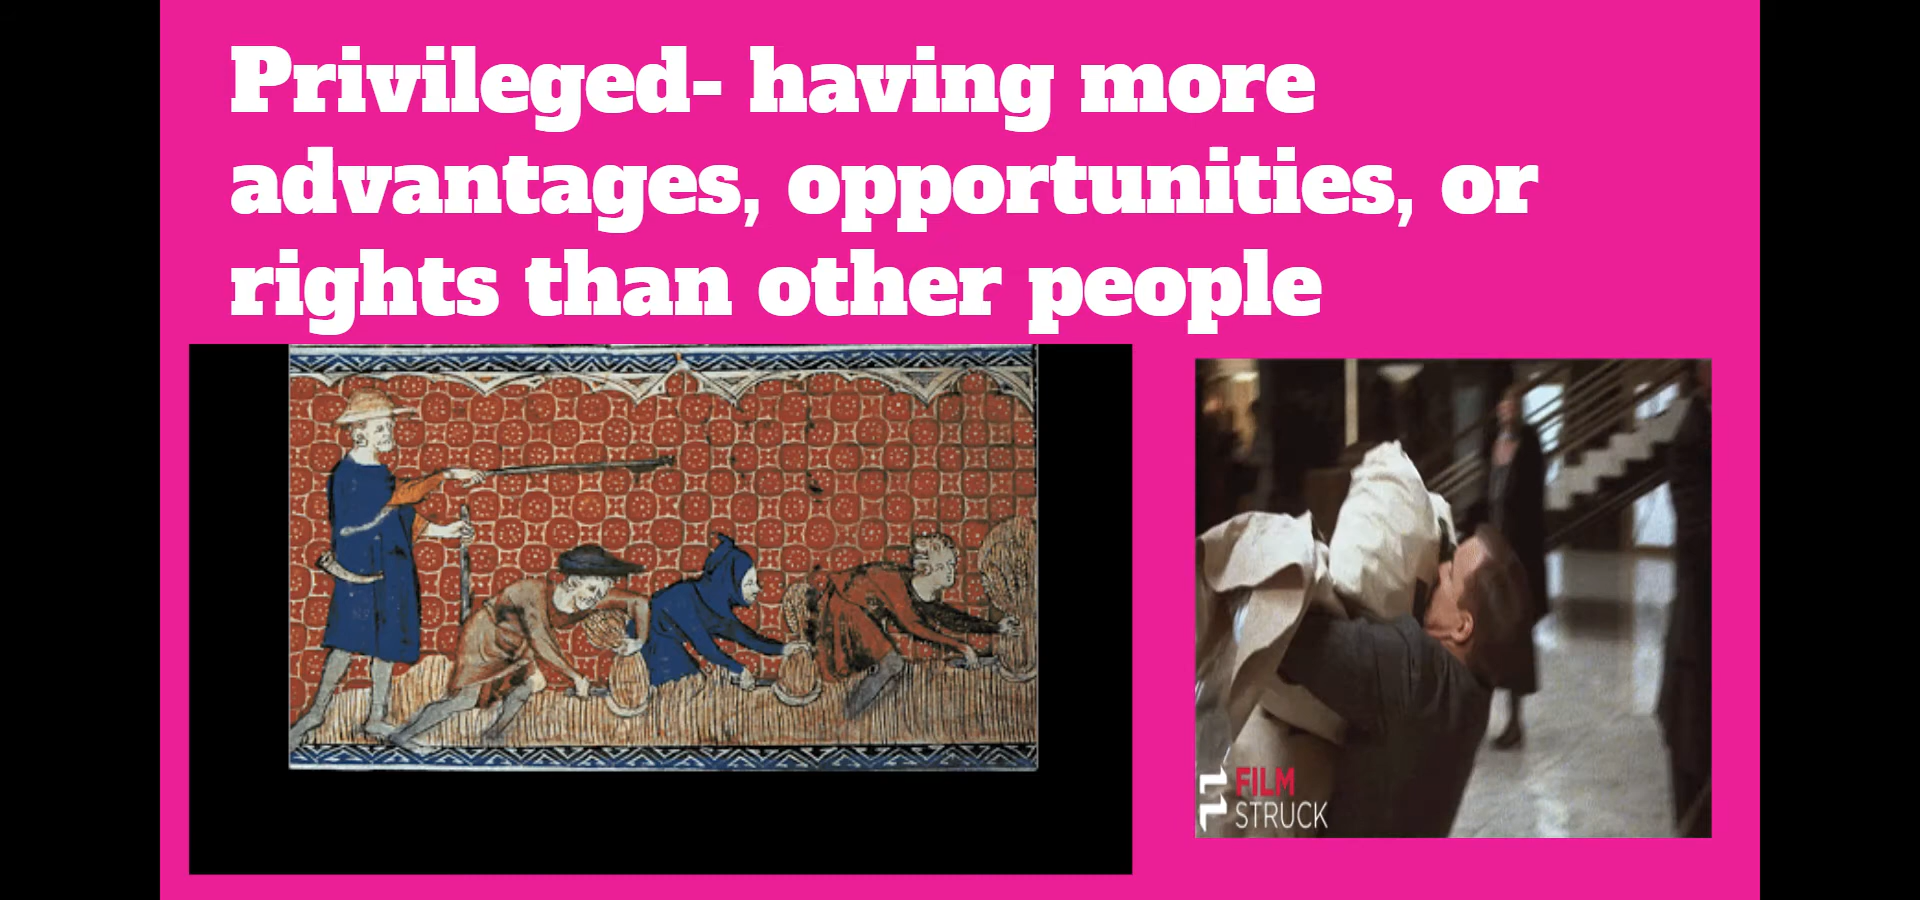 Privileged- having more
advantages, opportunities, or
rights than other people
FILM
STRUCK